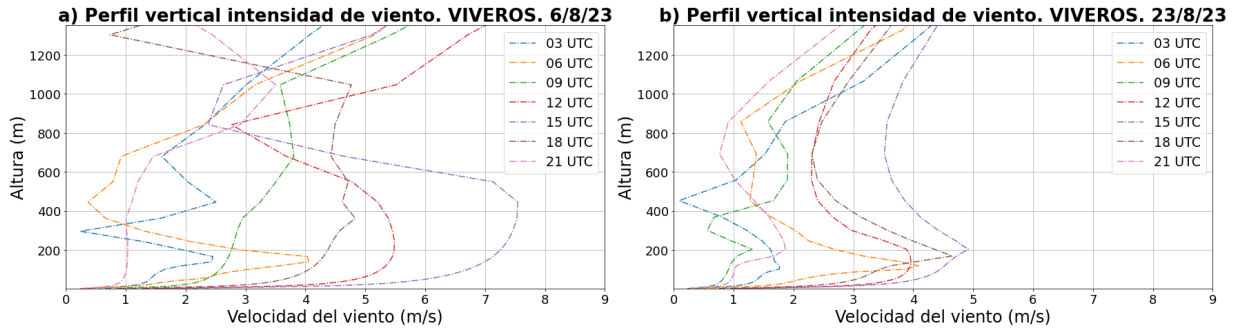 a) Perfil vertical intensidad de viento. VIVEROS. 6/8/23
Altura (m)
1200
1000
800
600
400
200
0 1 2 3 4 5 6 7 8 9
Velocidad del viento (m/s)
03 UTC
06 UTC
09 UTC
12 UTC
15 UTC
18 UTC
21 UTC
b) Perfil vertical intensidad de viento. VIVEROS. 23/8/23
Altura (m)
1200
1000
800
600
400
200
0 1 2 3 4 5 6 7 8 9
Velocidad del viento (m/s)
03 UTC
06 UTC
09 UTC
12 UTC
15 UTC
18 UTC
21 UTC